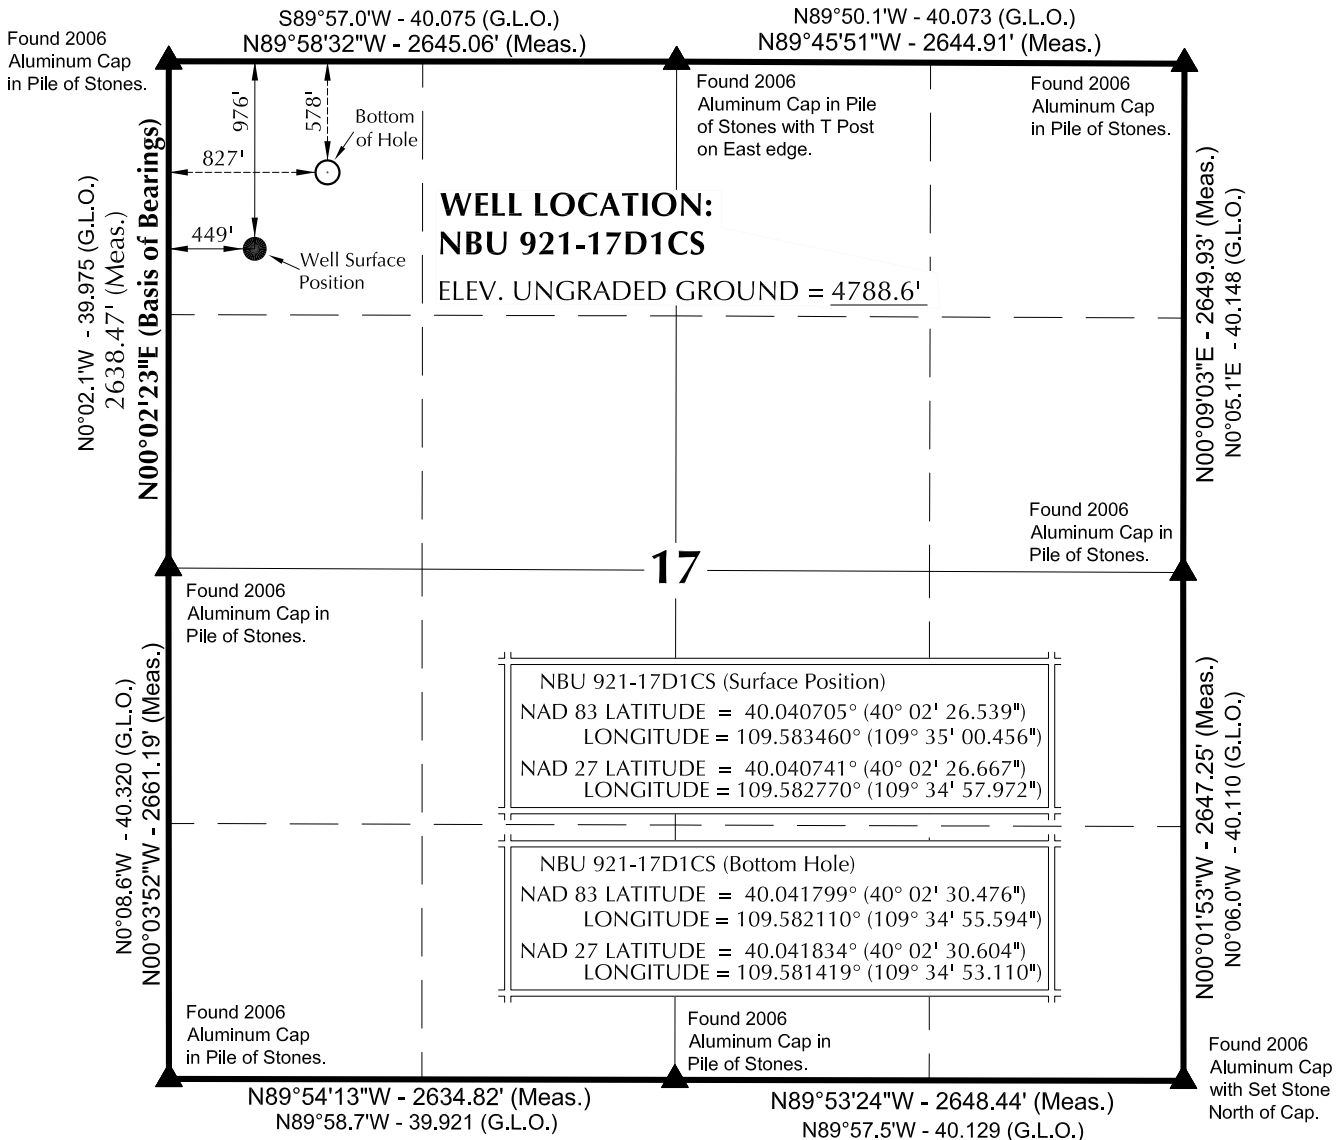 S89°57.0'W - 40.075 (G.L.O.)
N89°58'32"W - 2645.06' (Meas.)
N89°50.1'W - 40.073 (G.L.O.)
N89°45'51"W - 2644.91' (Meas.)
Found 2006
Aluminum Cap
in Pile of Stones.
Found 2006
Aluminum Cap in Pile
of Stones with T Post
on East edge.
Found 2006
Aluminum Cap
in Pile of Stones.
976'
578'
Bottom
of Hole
827'
449'
Well Surface
Position
WELL LOCATION:
NBU 921-17D1CS
ELEV. UNGRADED GROUND = 4788.6'
N0°02.1'W - 39.975 (G.L.O.)
2638.47' (Meas.)
N00°02'23"E (Basis of Bearings)
N00°09'03"E - 2649.93' (Meas.)
N0°05.1'E - 40.148 (G.L.O.)
Found 2006
Aluminum Cap in
Pile of Stones.
17
Found 2006
Aluminum Cap in
Pile of Stones.
N0°08.6'W - 40.320 (G.L.O.)
N00°03'52"W - 2661.19' (Meas.)
NBU 921-17D1CS (Surface Position)
NAD 83 LATITUDE = 40.040705° (40° 02' 26.539")
LONGITUDE = 109.583460° (109° 35' 00.456")
NAD 27 LATITUDE = 40.040741° (40° 02' 26.667")
LONGITUDE = 109.582770° (109° 34' 57.972")
NBU 921-17D1CS (Bottom Hole)
NAD 83 LATITUDE = 40.041799° (40° 02' 30.476")
LONGITUDE = 109.582110° (109° 34' 55.594")
NAD 27 LATITUDE = 40.041834° (40° 02' 30.604")
LONGITUDE = 109.581419° (109° 34' 53.110")
N00°01'53"W - 2647.25' (Meas.)
N0°06.0'W - 40.110 (G.L.O.)
Found 2006
Aluminum Cap
in Pile of Stones.
Found 2006
Aluminum Cap in
Pile of Stones.
Found 2006
Aluminum Cap
with Set Stone
North of Cap.
N89°54'13"W - 2634.82' (Meas.)
N89°58.7'W - 39.921 (G.L.O.)
N89°53'24"W - 2648.44' (Meas.)
N89°57.5'W - 40.129 (G.L.O.)